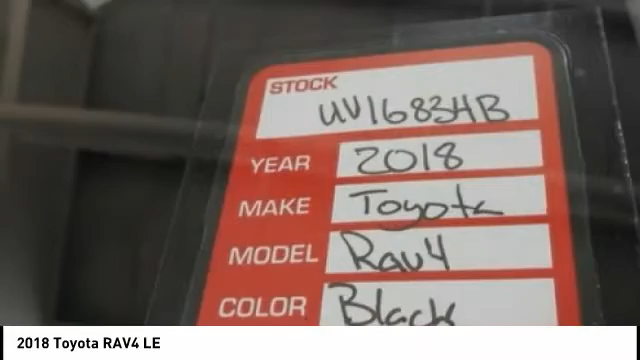 STOCK
UV16834B
YEAR 2018
MAKE Toyota
MODEL Rav4
COLOR Black
2018 Toyota RAV4 LE